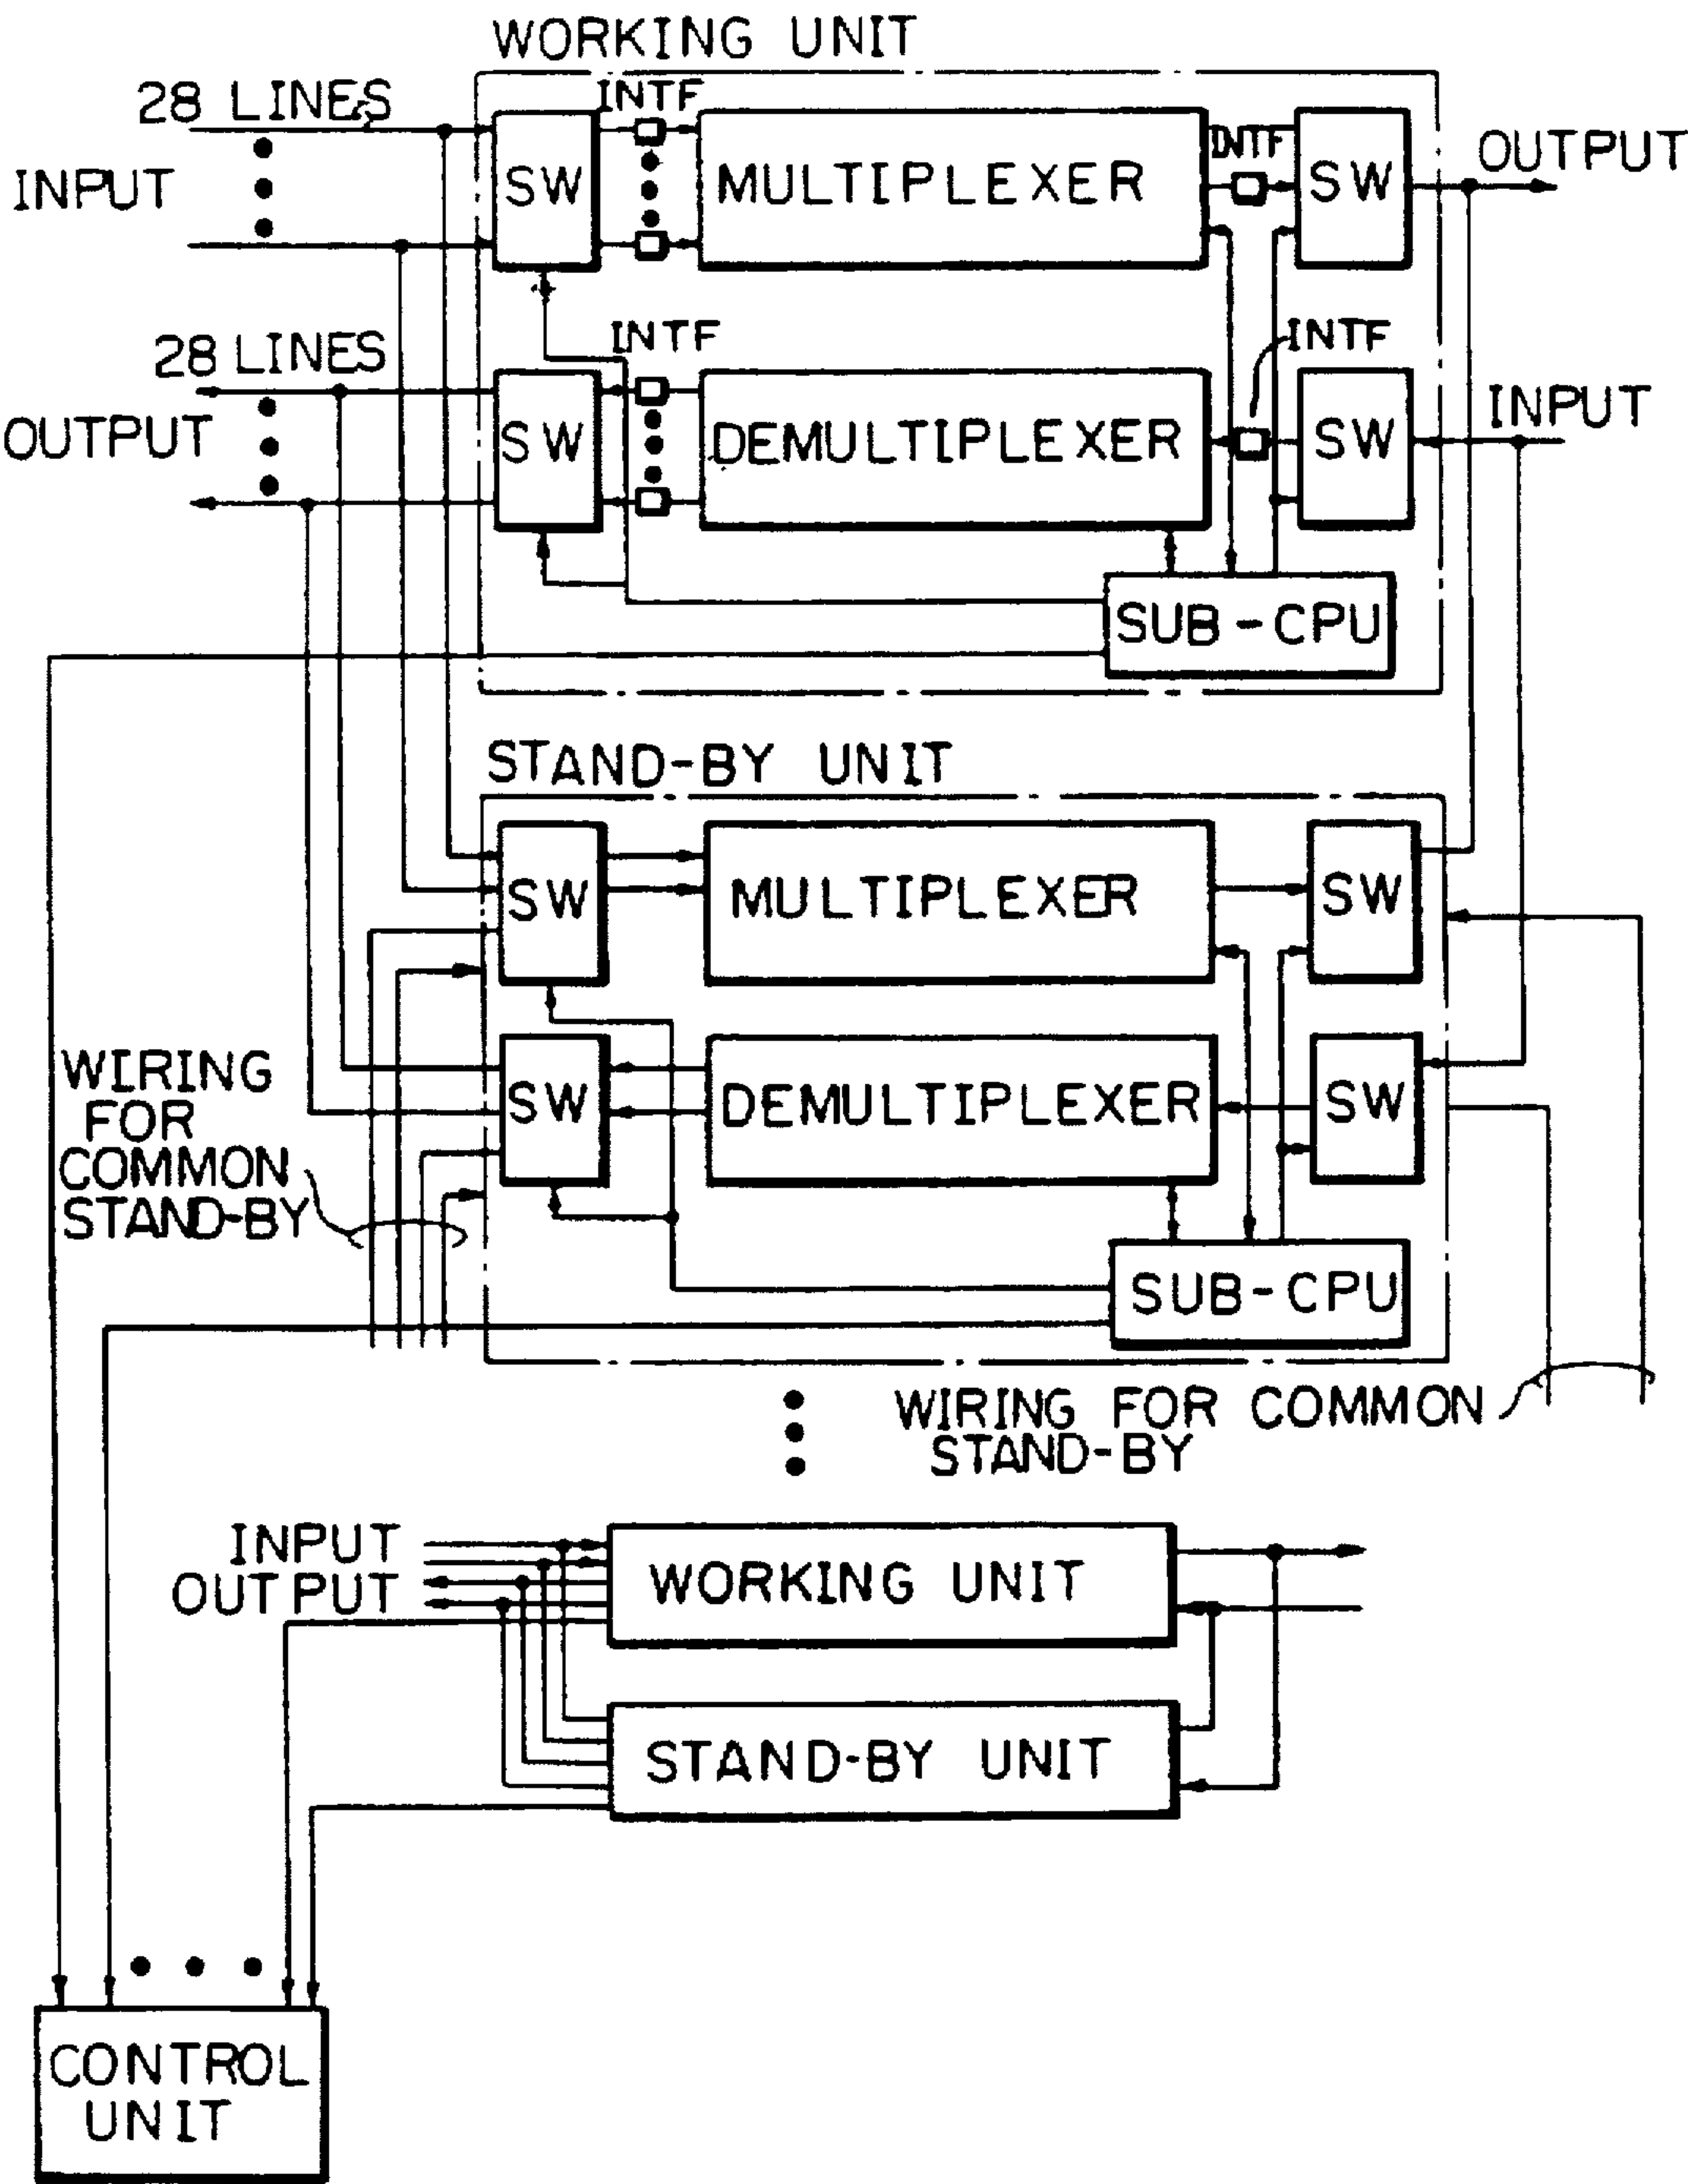 WORKING UNIT
28 LINES
INTF
INPUT
SW
MULTIPLEXER
INTF
SW
OUTPUT
28 LINES
INTF
INTF
OUTPUT
SW
DEMULTIPLEXER
SW
INPUT
SUB-CPU
STAND-BY UNIT
SW
MULTIPLEXER
SW
WIRING
FOR
COMMON
STAND-BY
SW
DEMULTIPLEXER
SW
SUB-CPU
WIRING FOR COMMON
STAND-BY
INPUT
OUTPUT
WORKING UNIT
STAND-BY UNIT
CONTROL
UNIT